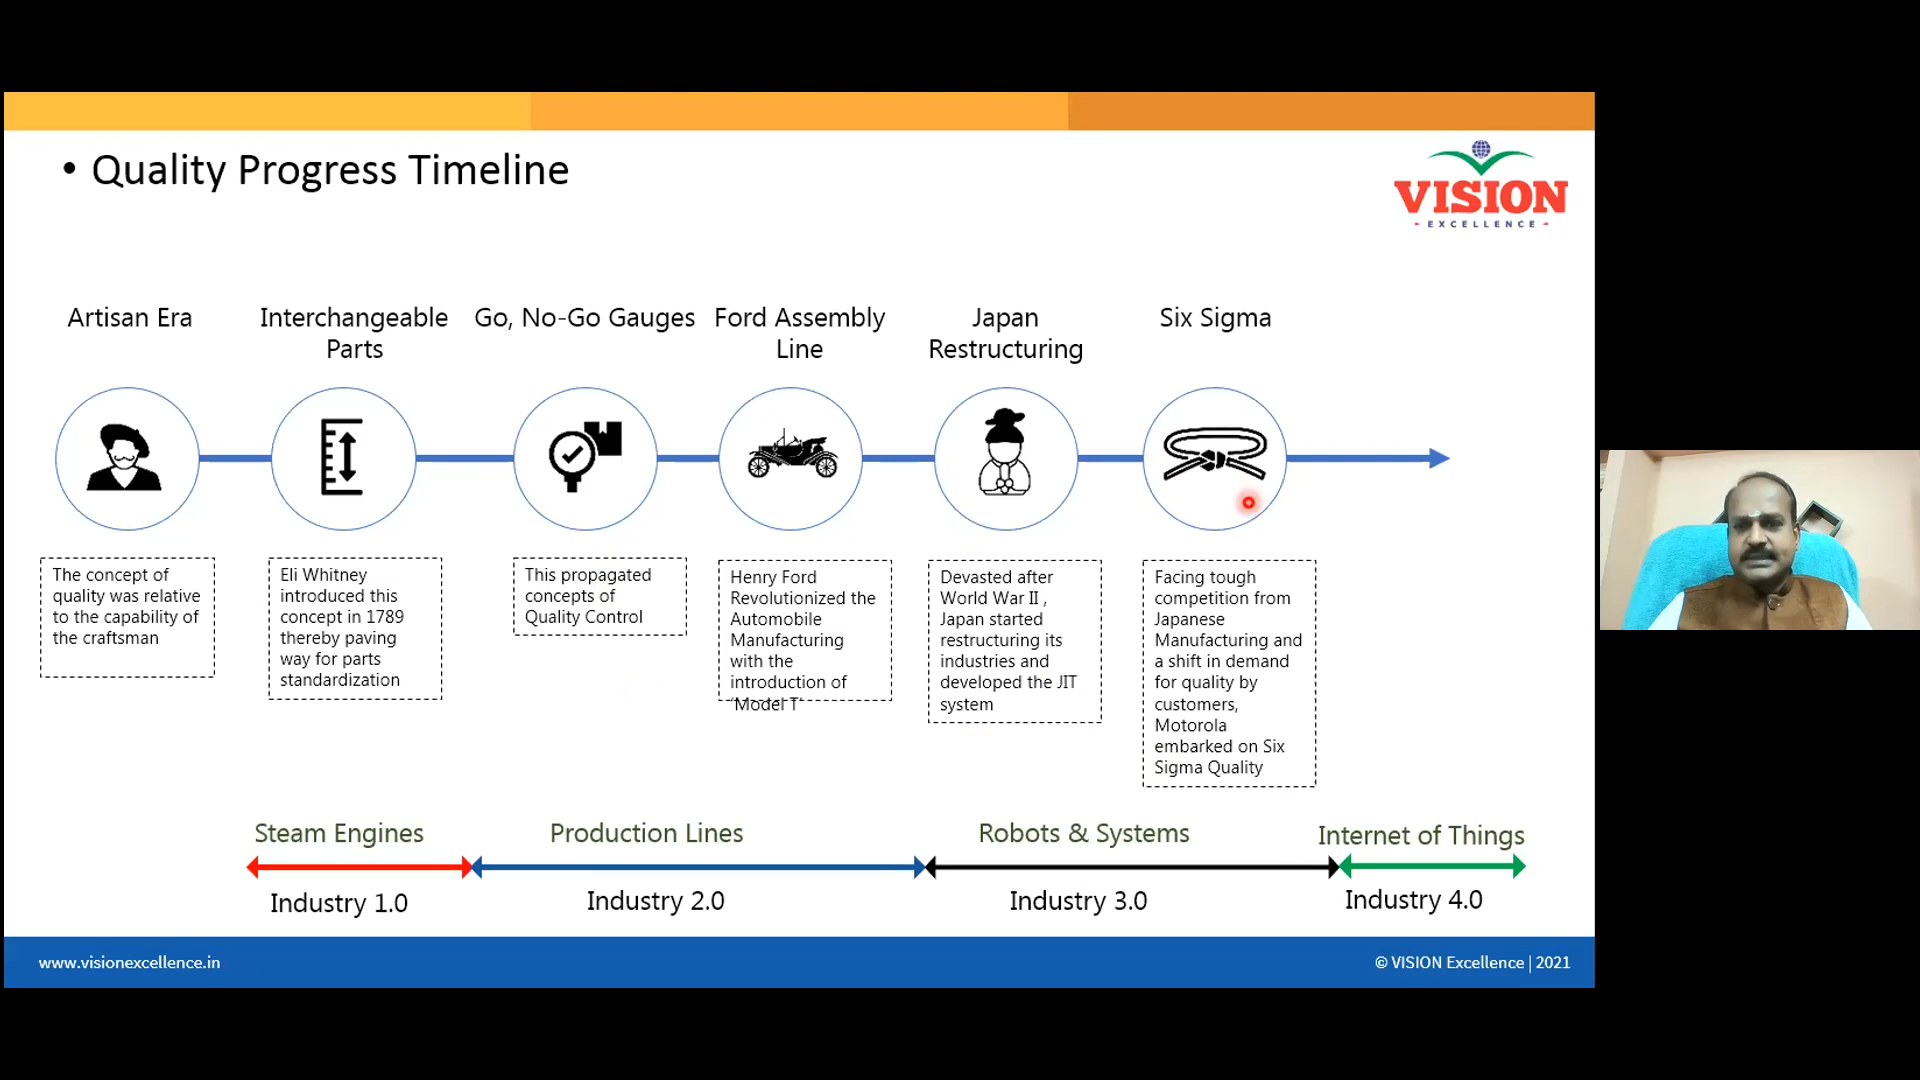 • Quality Progress Timeline
VISION
EXCELLENCE
Artisan Era
Interchangeable
Parts
Go, No-Go Gauges
Ford Assembly
Line
Japan
Restructuring
Six Sigma
The concept of
quality was relative
to the capability of
the craftsman
Eli Whitney
introduced this
concept in 1789
thereby paving
way for parts
standardization
This propagated
concepts of
Quality Control
Henry Ford
Revolutionized the
Automobile
Manufacturing
with the
introduction of
'Model T'
Devasted after
World War II ,
Japan started
restructuring its
industries and
developed the JIT
system
Facing tough
competition from
Japanese
Manufacturing and
a shift in demand
for quality by
customers,
Motorola
embarked on Six
Sigma Quality
Steam Engines
Production Lines
Robots & Systems
Internet of Things
Industry 1.0
Industry 2.0
Industry 3.0
Industry 4.0
www.visionexcellence.in
© VISION Excellence | 2021